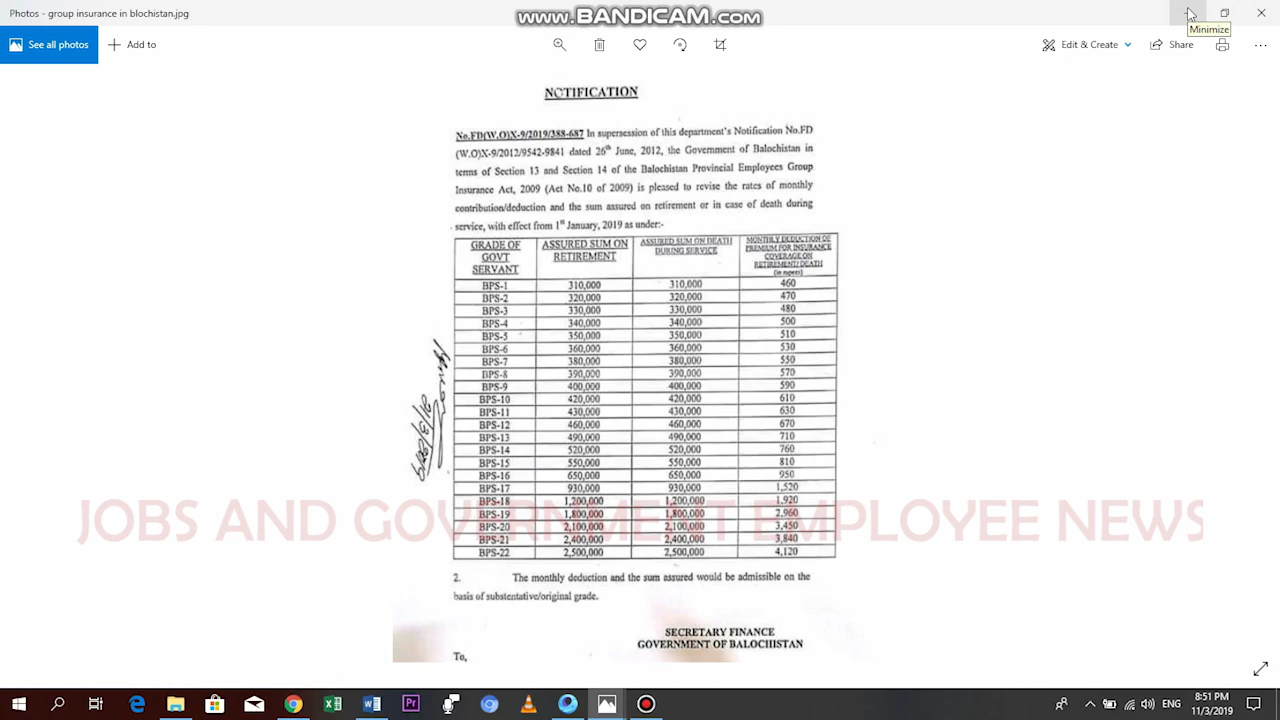 Photos - group insurance in blochistan.jpg
www.BANDICAM.com
Minimize
See all photos
Add to
Edit & Create
Share
NOTIFICATION
No.FD(W.O)X-9/2019/388-687 In supersession of this department's Notification No.FD
(W.O)X-9/2012/9542-9841 dated 26th June, 2012, the Government of Balochistan in
terms of Section 13 and Section 14 of the Balochistan Provincial Employees Group
Insurance Act, 2009 (Act No.10 of 2009) is pleased to revise the rates of monthly
contribution/deduction and the sum assured on retirement or in case of death during
service, with effect from 1st January, 2019 as under:-
GRADE OF GOVT SERVANT ASSURED SUM ON RETIREMENT ASSURED SUM ON DEATH DURING SERVICE MONTHLY DEDUCTION OF PREMIUM FOR INSURANCE COVERAGE ON RETIREMENT/DEATH (in rupees)
BPS-1 310,000 310,000 460
BPS-2 320,000 320,000 470
BPS-3 330,000 330,000 480
BPS-4 340,000 340,000 500
BPS-5 350,000 350,000 510
BPS-6 360,000 360,000 530
BPS-7 380,000 380,000 550
BPS-8 390,000 390,000 570
BPS-9 400,000 400,000 590
BPS-10 420,000 420,000 610
BPS-11 430,000 430,000 630
BPS-12 460,000 460,000 670
BPS-13 490,000 490,000 710
BPS-14 520,000 520,000 760
BPS-15 550,000 550,000 810
BPS-16 650,000 650,000 950
BPS-17 930,000 930,000 1,520
BPS-18 1,200,000 1,200,000 1,920
BPS-19 1,800,000 1,800,000 2,960
BPS-20 2,100,000 2,100,000 3,450
BPS-21 2,400,000 2,400,000 3,840
BPS-22 2,500,000 2,500,000 4,120
JOBS AND GOVERNMENT EMPLOYEE NEWS
2. The monthly deduction and the sum assured would be admissible on the
basis of substentative/original grade.
SECRETARY FINANCE
GOVERNMENT OF BALOCHISTAN
To,
ENG
8:51 PM
11/3/2019